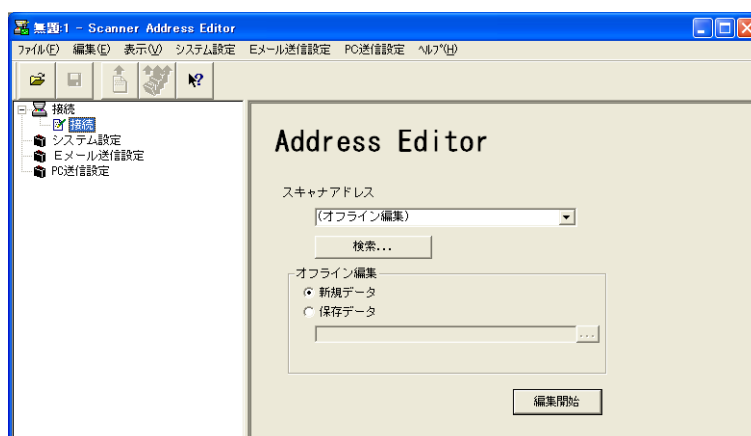 無題:1 - Scanner Address Editor
ファイル(F) 編集(E) 表示(V) システム設定 Eメール送信設定 PC送信設定 ヘルプ(H)
接続
接続
システム設定
Eメール送信設定
PC送信設定
Address Editor
スキャナアドレス
(オフライン編集)
検索...
オフライン編集
新規データ
保存データ
...
編集開始